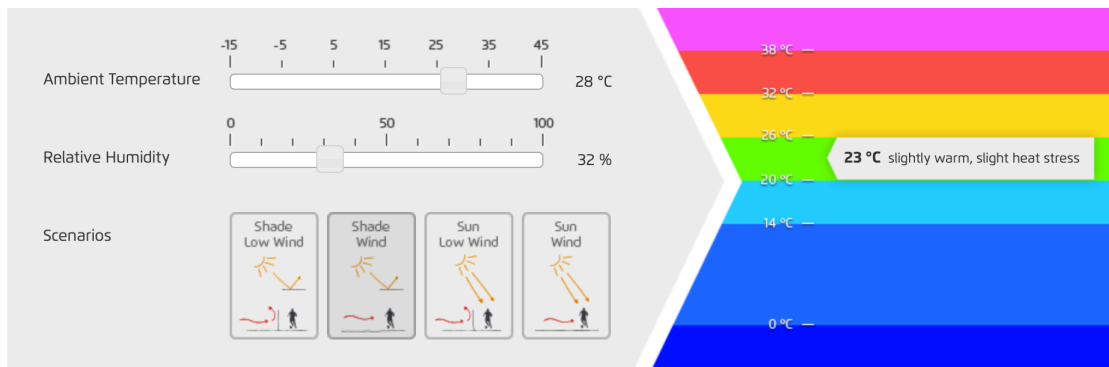 -15 -5 5 15 25 35 45
Ambient Temperature 28 °C
0 50 100
Relative Humidity 32 %
Scenarios
Shade
Low Wind
Shade
Wind
Sun
Low Wind
Sun
Wind
38 °C
32 °C
26 °C
23 °C slightly warm, slight heat stress
20 °C
14 °C
0 °C